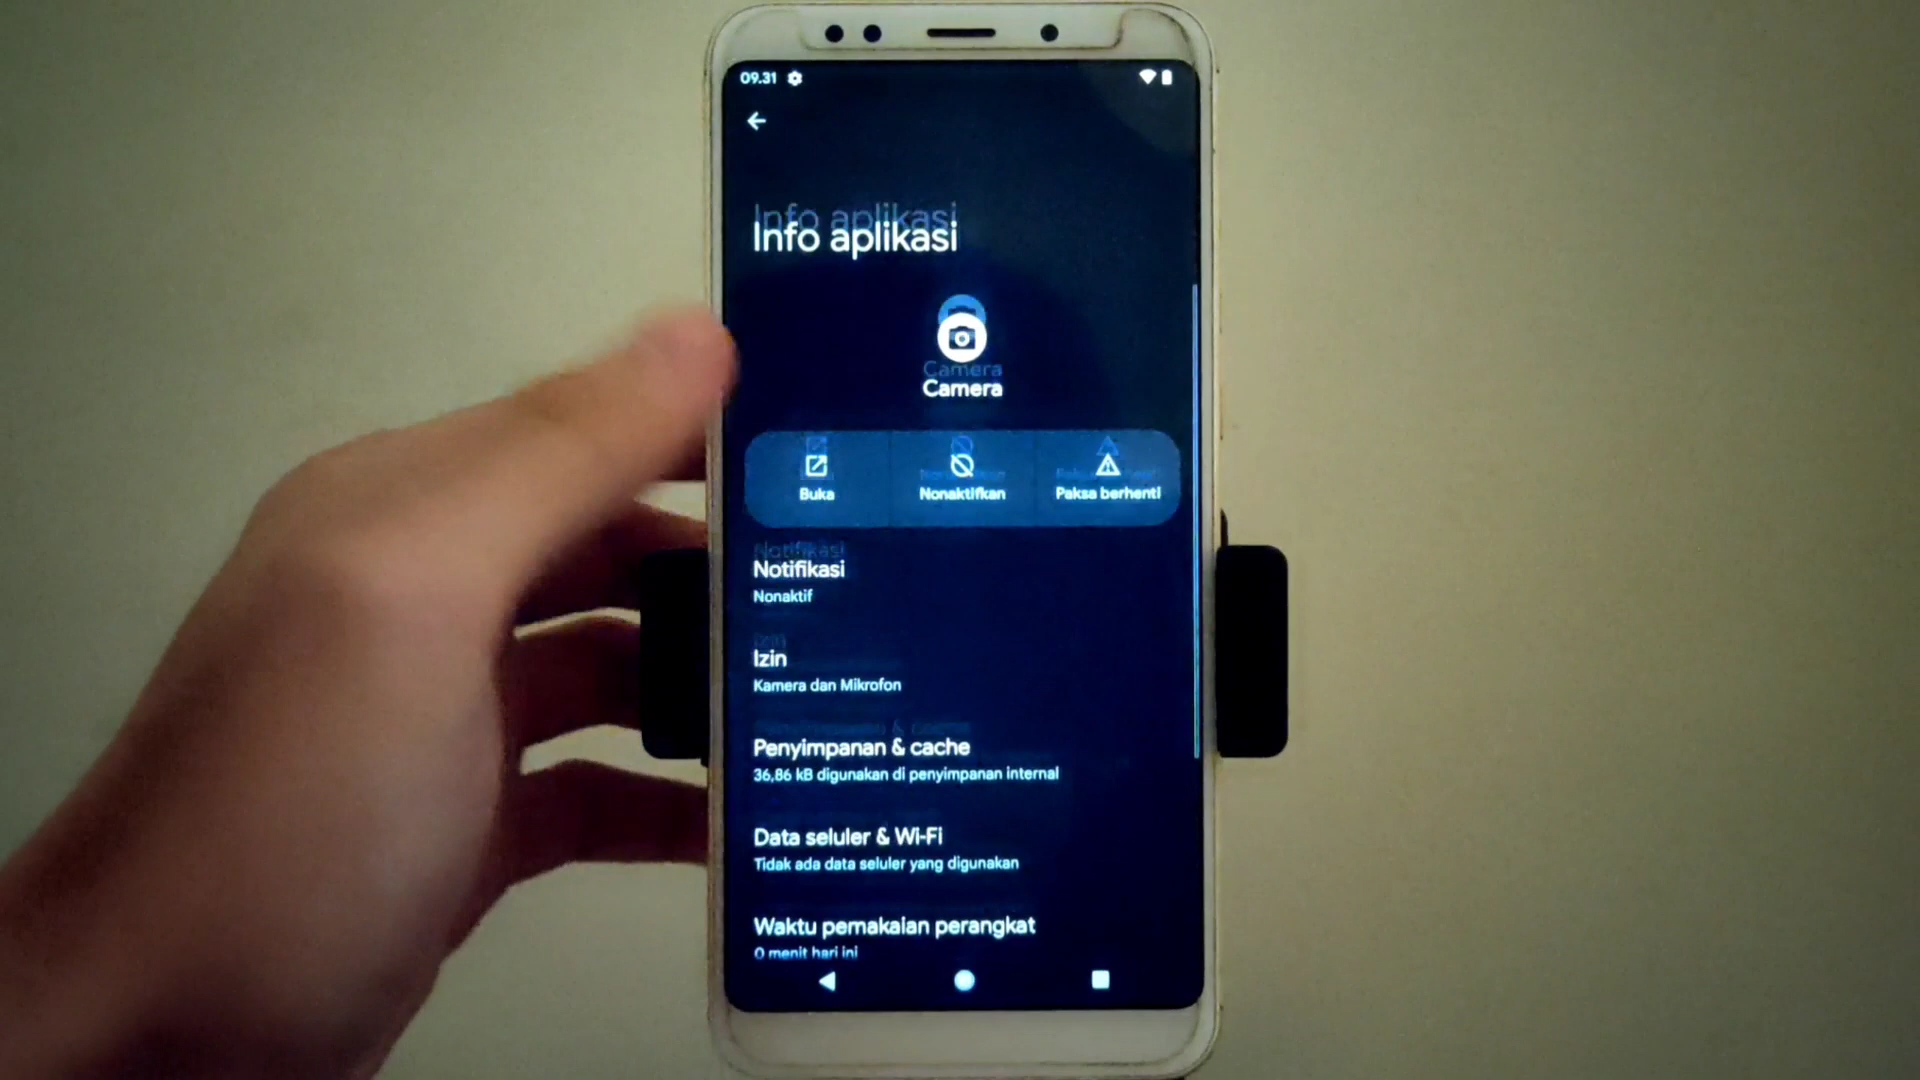 09.31
Info aplikasi
Camera
Buka
Nonaktifkan
Paksa berhenti
Notifikasi
Nonaktif
Izin
Kamera dan Mikrofon
Penyimpanan & cache
36,86 kB digunakan di penyimpanan internal
Data seluler & Wi-Fi
Tidak ada data seluler yang digunakan
Waktu pemakaian perangkat
0 menit hari ini